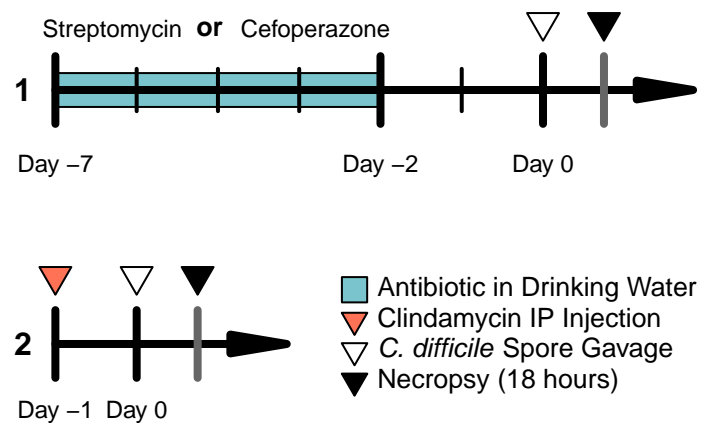 Streptomycin or Cefoperazone
1
Day −7
Day −2
Day 0
2
Day −1
Day 0
Antibiotic in Drinking Water
Clindamycin IP Injection
C. difficile Spore Gavage
Necropsy (18 hours)